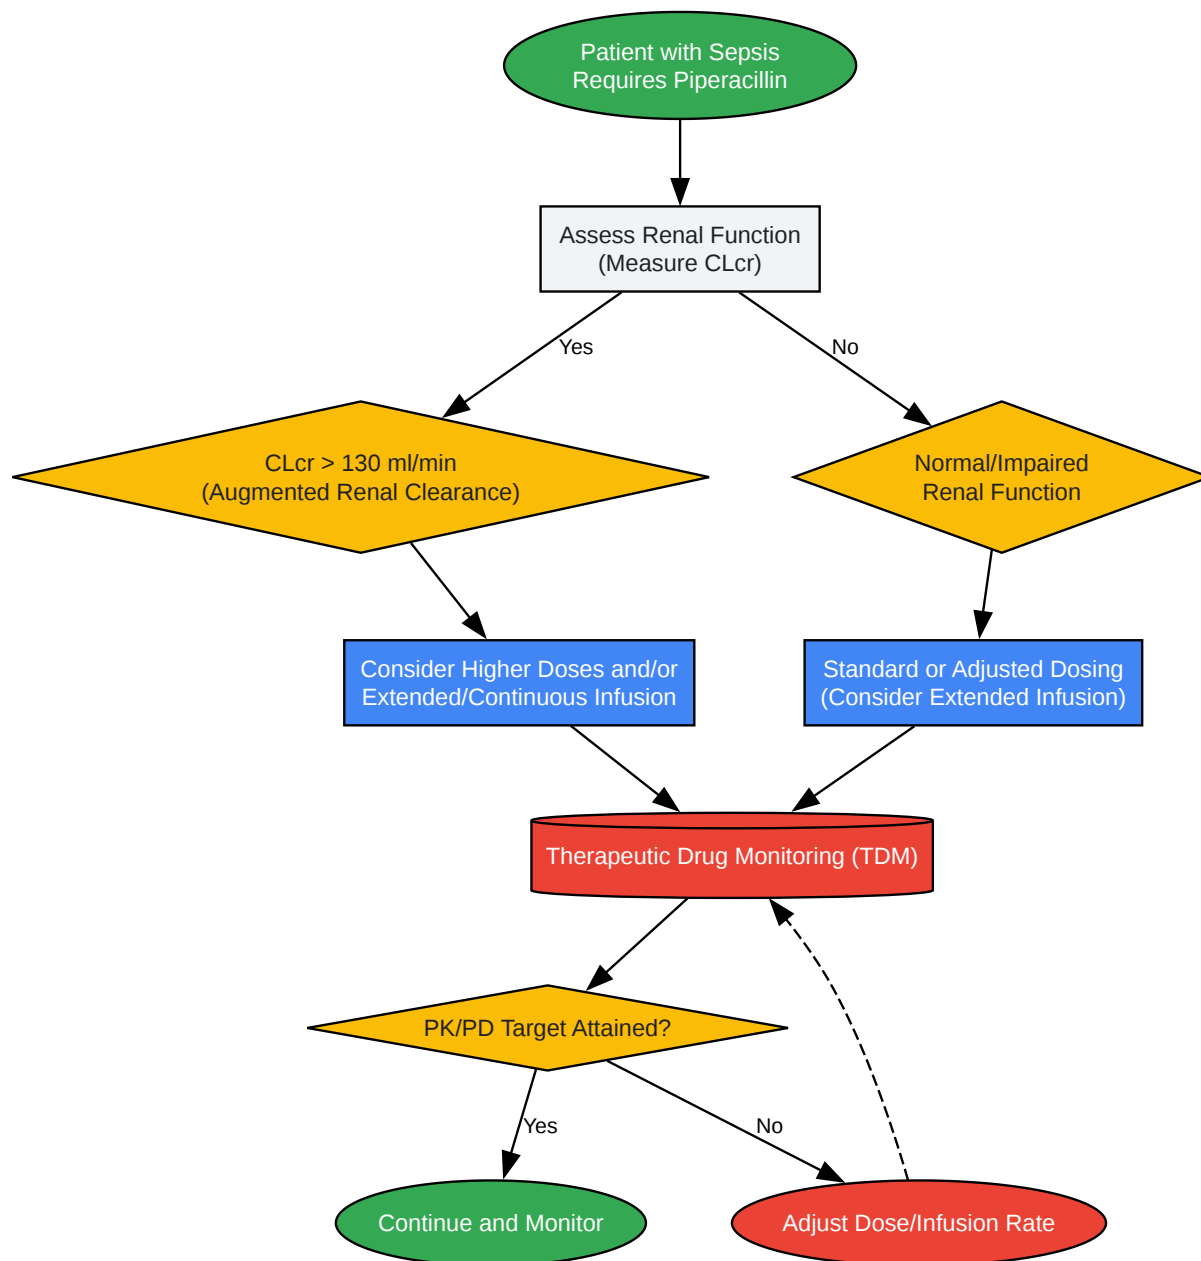 Patient with Sepsis
Requires Piperacillin
Assess Renal Function
(Measure CLcr)
Yes
No
CLcr > 130 ml/min
(Augmented Renal Clearance)
Normal/Impaired
Renal Function
Consider Higher Doses and/or
Extended/Continuous Infusion
Standard or Adjusted Dosing
(Consider Extended Infusion)
Therapeutic Drug Monitoring (TDM)
PK/PD Target Attained?
Yes
No
Continue and Monitor
Adjust Dose/Infusion Rate